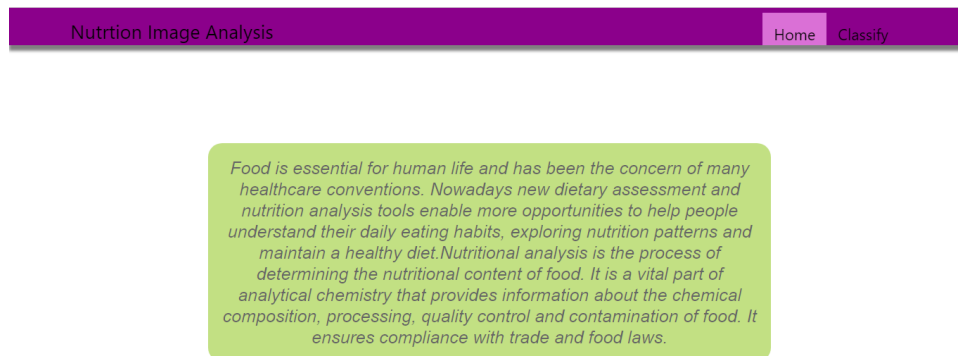 Nutrtion Image Analysis
Home Classify
Food is essential for human life and has been the concern of many
healthcare conventions. Nowadays new dietary assessment and
nutrition analysis tools enable more opportunities to help people
understand their daily eating habits, exploring nutrition patterns and
maintain a healthy diet.Nutritional analysis is the process of
determining the nutritional content of food. It is a vital part of
analytical chemistry that provides information about the chemical
composition, processing, quality control and contamination of food. It
ensures compliance with trade and food laws.